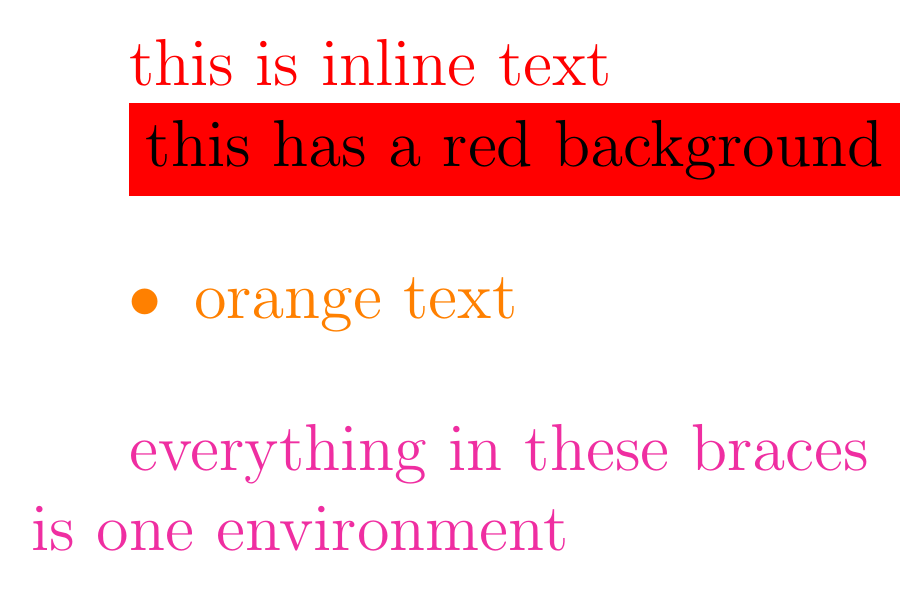 this is inline text
this has a red background
• orange text
everything in these braces
is one environment